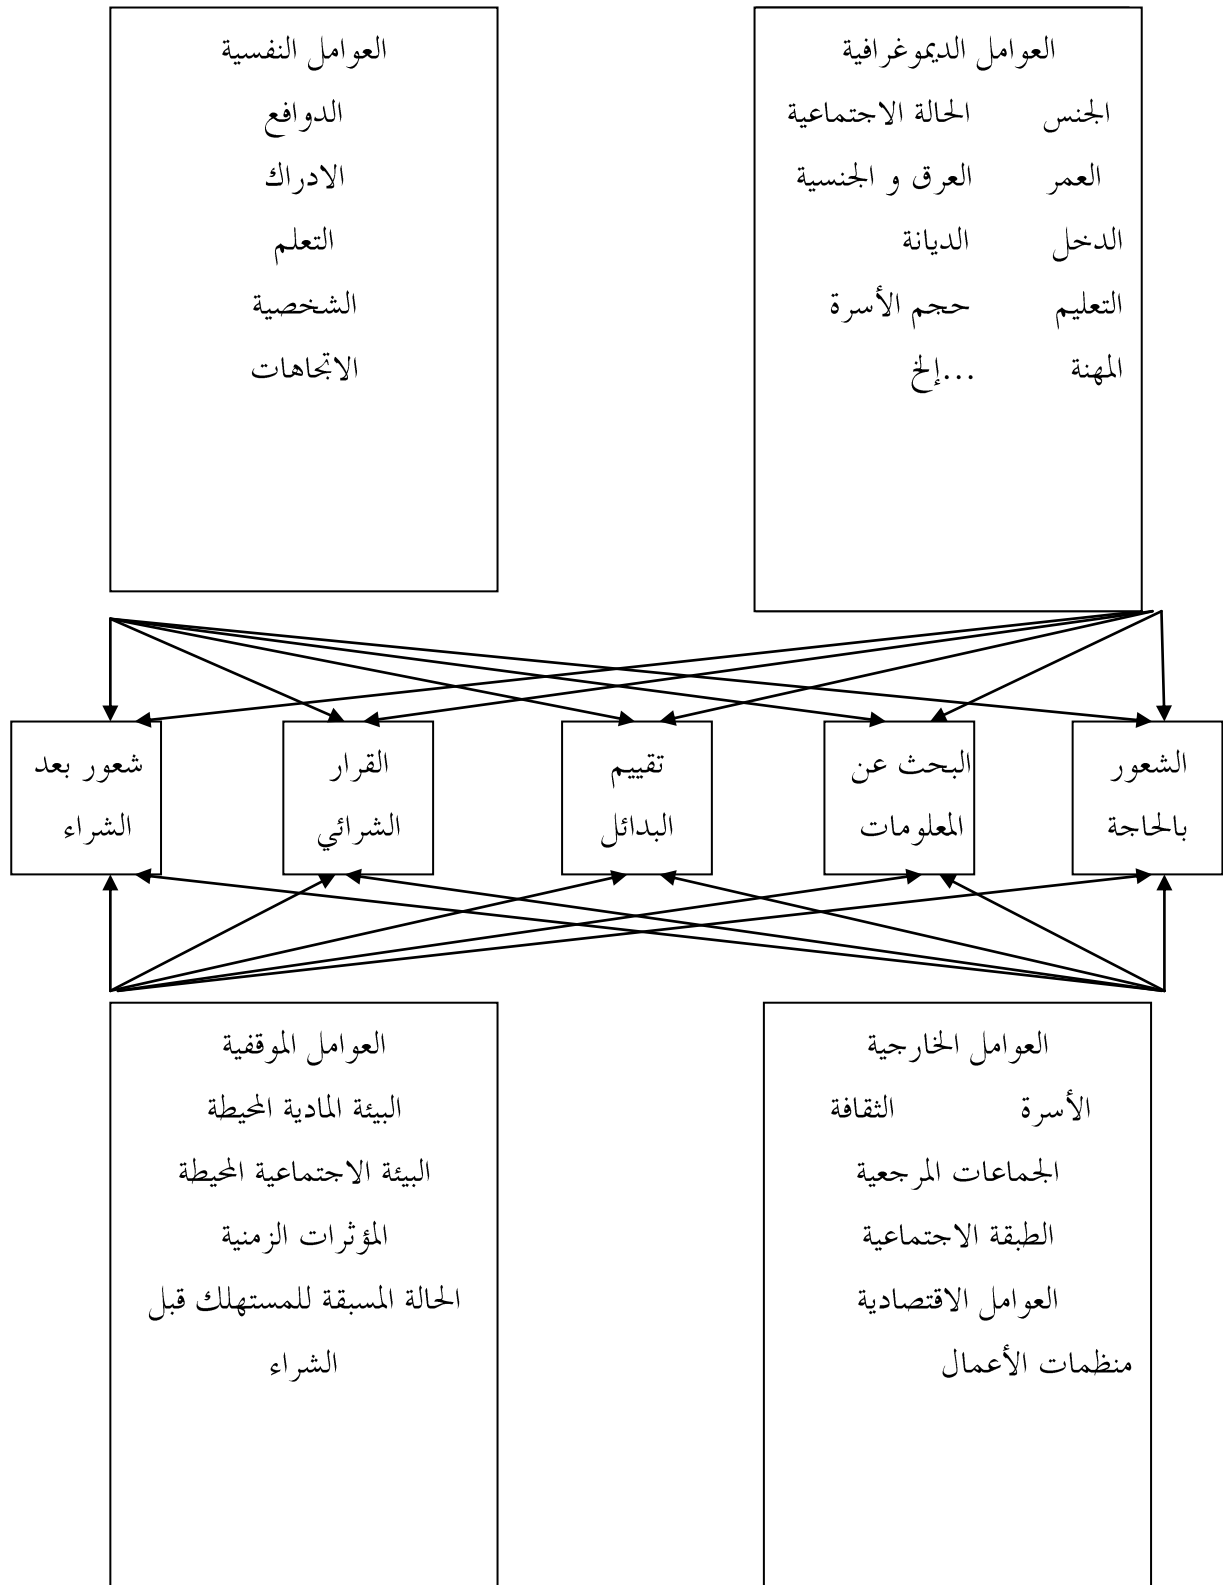 العوامل الديموغرافية
الجنس الحالة الاجتماعية
العمر العرق و الجنسية
الدخل الديانة
التعليم حجم الأسرة
المهنة ...إلخ
العوامل النفسية
الدوافع
الادراك
التعلم
الشخصية
الاتجاهات
الشعور
بالحاجة
البحث عن
المعلومات
تقييم
البدائل
القرار
الشرائي
شعور بعد
الشراء
العوامل الخارجية
الأسرة الثقافة
الجماعات المرجعية
الطبقة الاجتماعية
العوامل الاقتصادية
منظمات الأعمال
العوامل الموقفية
البيئة المادية المحيطة
البيئة الاجتماعية المحيطة
المؤثرات الزمنية
الحالة المسبقة للمستهلك قبل
الشراء